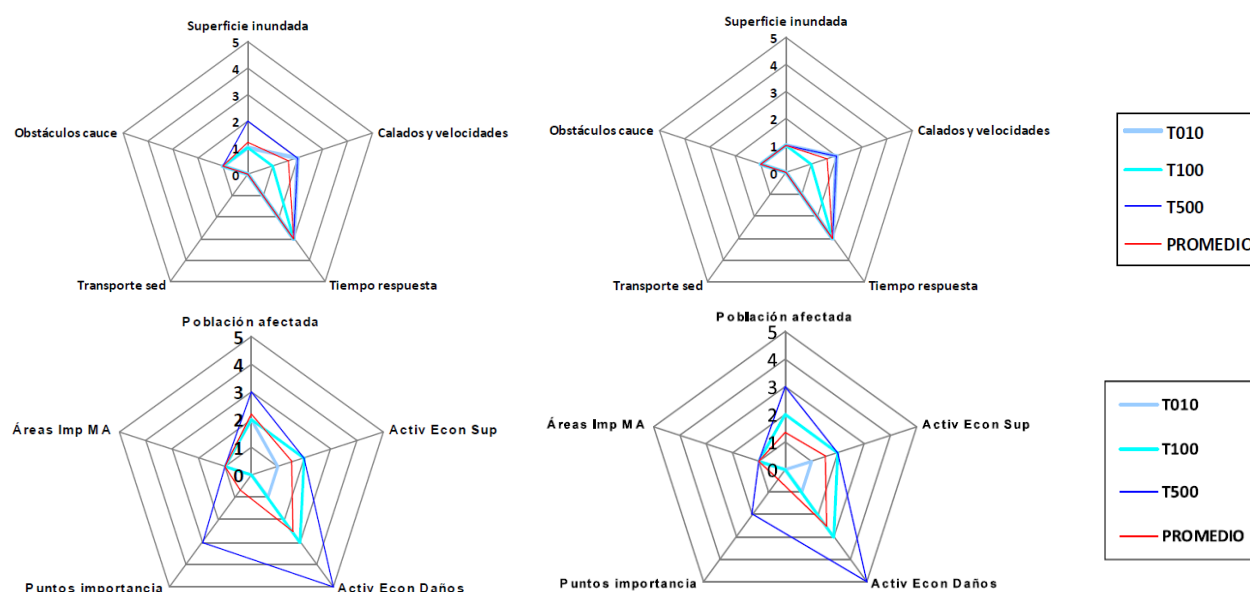 Superficie inundada
5
4
3
2
1
0
Obstáculos cauce
Calados y velocidades
Transporte sed
Tiempo respuesta
Superficie inundada
5
4
3
2
1
0
Obstáculos cauce
Calados y velocidades
Transporte sed
Tiempo respuesta
T010
T100
T500
PROMEDIO
Población afectada
5
4
3
2
1
0
Áreas Imp MA
Activ Econ Sup
Puntos importancia
Activ Econ Daños
Población afectada
5
4
3
2
1
0
Áreas Imp MA
Activ Econ Sup
Puntos importancia
Activ Econ Daños
T010
T100
T500
PROMEDIO